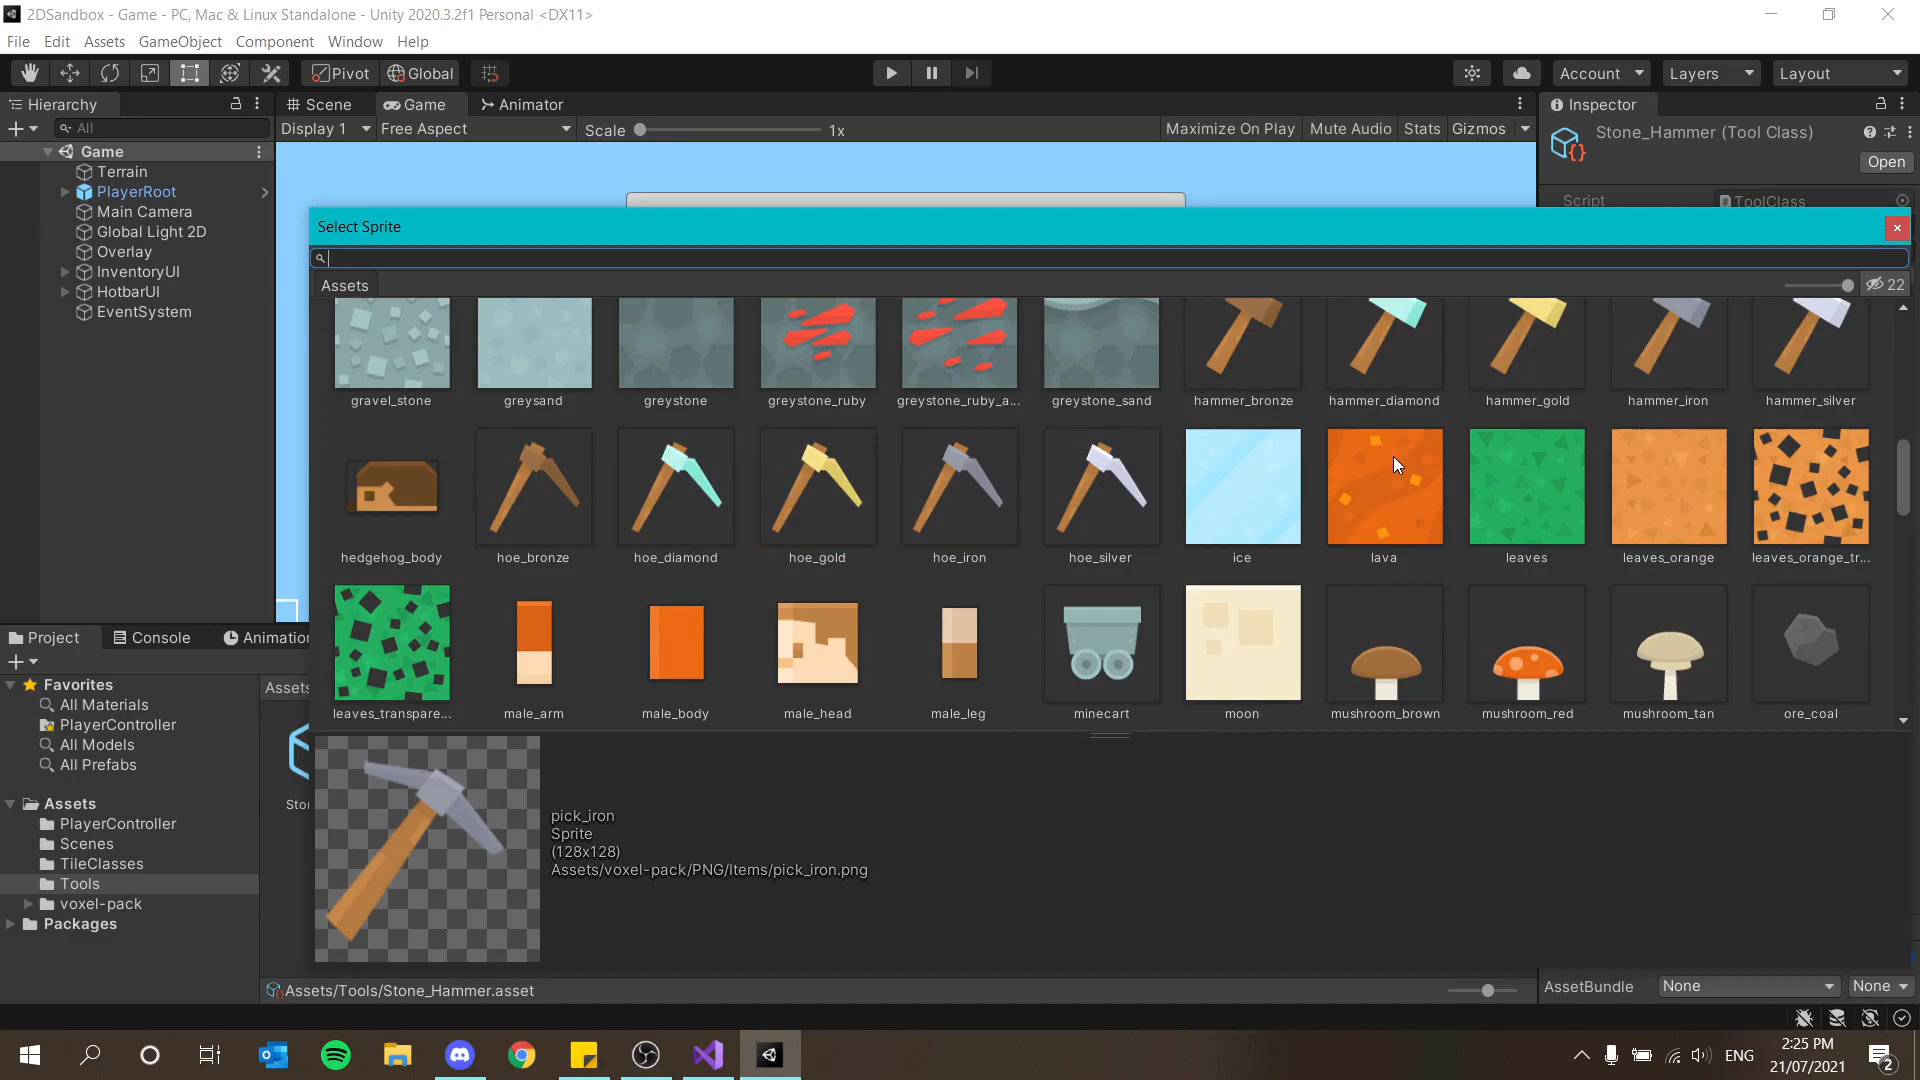 2DSandbox - Game - PC, Mac & Linux Standalone - Unity 2020.3.2f1 Personal <DX11>
File Edit Assets GameObject Component Window Help
Pivot Global Account Layers Layout
Hierarchy Scene Game Animator Inspector
All Display 1 Free Aspect Scale 1x Maximize On Play Mute Audio Stats Gizmos
Stone_Hammer (Tool Class)
Open
Game
Terrain
PlayerRoot
Main Camera
Global Light 2D
Overlay
InventoryUI
HotbarUI
EventSystem
Script ToolClass
Select Sprite
Assets 22
gravel_stone greysand greystone greystone_ruby greystone_ruby_a... greystone_sand hammer_bronze hammer_diamond hammer_gold hammer_iron hammer_silver
hedgehog_body hoe_bronze hoe_diamond hoe_gold hoe_iron hoe_silver ice lava leaves leaves_orange leaves_orange_tr...
leaves_transpare... male_arm male_body male_head male_leg minecart moon mushroom_brown mushroom_red mushroom_tan ore_coal
pick_iron
Sprite
(128x128)
Assets/voxel-pack/PNG/Items/pick_iron.png
Project Console Animatio
Favorites
All Materials
PlayerController
All Models
All Prefabs
Assets
PlayerController
Scenes
TileClasses
Tools
voxel-pack
Packages
Assets
Sto
Assets/Tools/Stone_Hammer.asset
AssetBundle None None
ENG
2:25 PM
21/07/2021
2